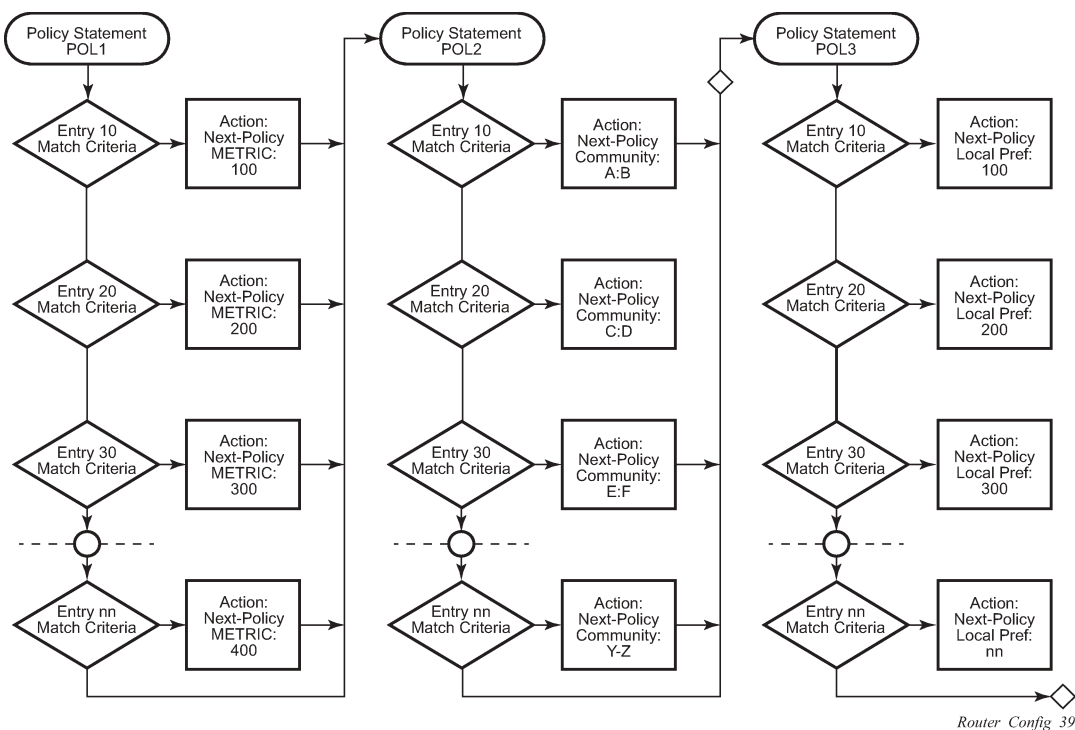 Policy Statement
POL1
Entry 10
Match Criteria
Action:
Next-Policy
METRIC:
100
Entry 20
Match Criteria
Action:
Next-Policy
METRIC:
200
Entry 30
Match Criteria
Action:
Next-Policy
METRIC:
300
Entry nn
Match Criteria
Action:
Next-Policy
METRIC:
400
Policy Statement
POL2
Entry 10
Match Criteria
Action:
Next-Policy
Community:
A:B
Entry 20
Match Criteria
Action:
Next-Policy
Community:
C:D
Entry 30
Match Criteria
Action:
Next-Policy
Community:
E:F
Entry nn
Match Criteria
Action:
Next-Policy
Community:
Y-Z
Policy Statement
POL3
Entry 10
Match Criteria
Action:
Next-Policy
Local Pref:
100
Entry 20
Match Criteria
Action:
Next-Policy
Local Pref:
200
Entry 30
Match Criteria
Action:
Next-Policy
Local Pref:
300
Entry nn
Match Criteria
Action:
Next-Policy
Local Pref:
nn
Router Config 39